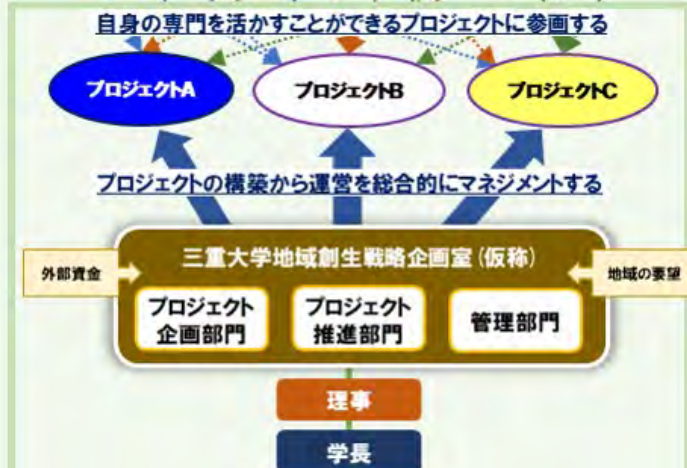 自身の専門を活かすことができるプロジェクトに参画する
プロジェクトA
プロジェクトB
プロジェクトC
プロジェクトの構築から運営を総合的にマネジメントする
三重大学地域創生戦略企画室(仮称)
外部資金
地域の要望
プロジェクト
企画部門
プロジェクト
推進部門
管理部門
理事
学長